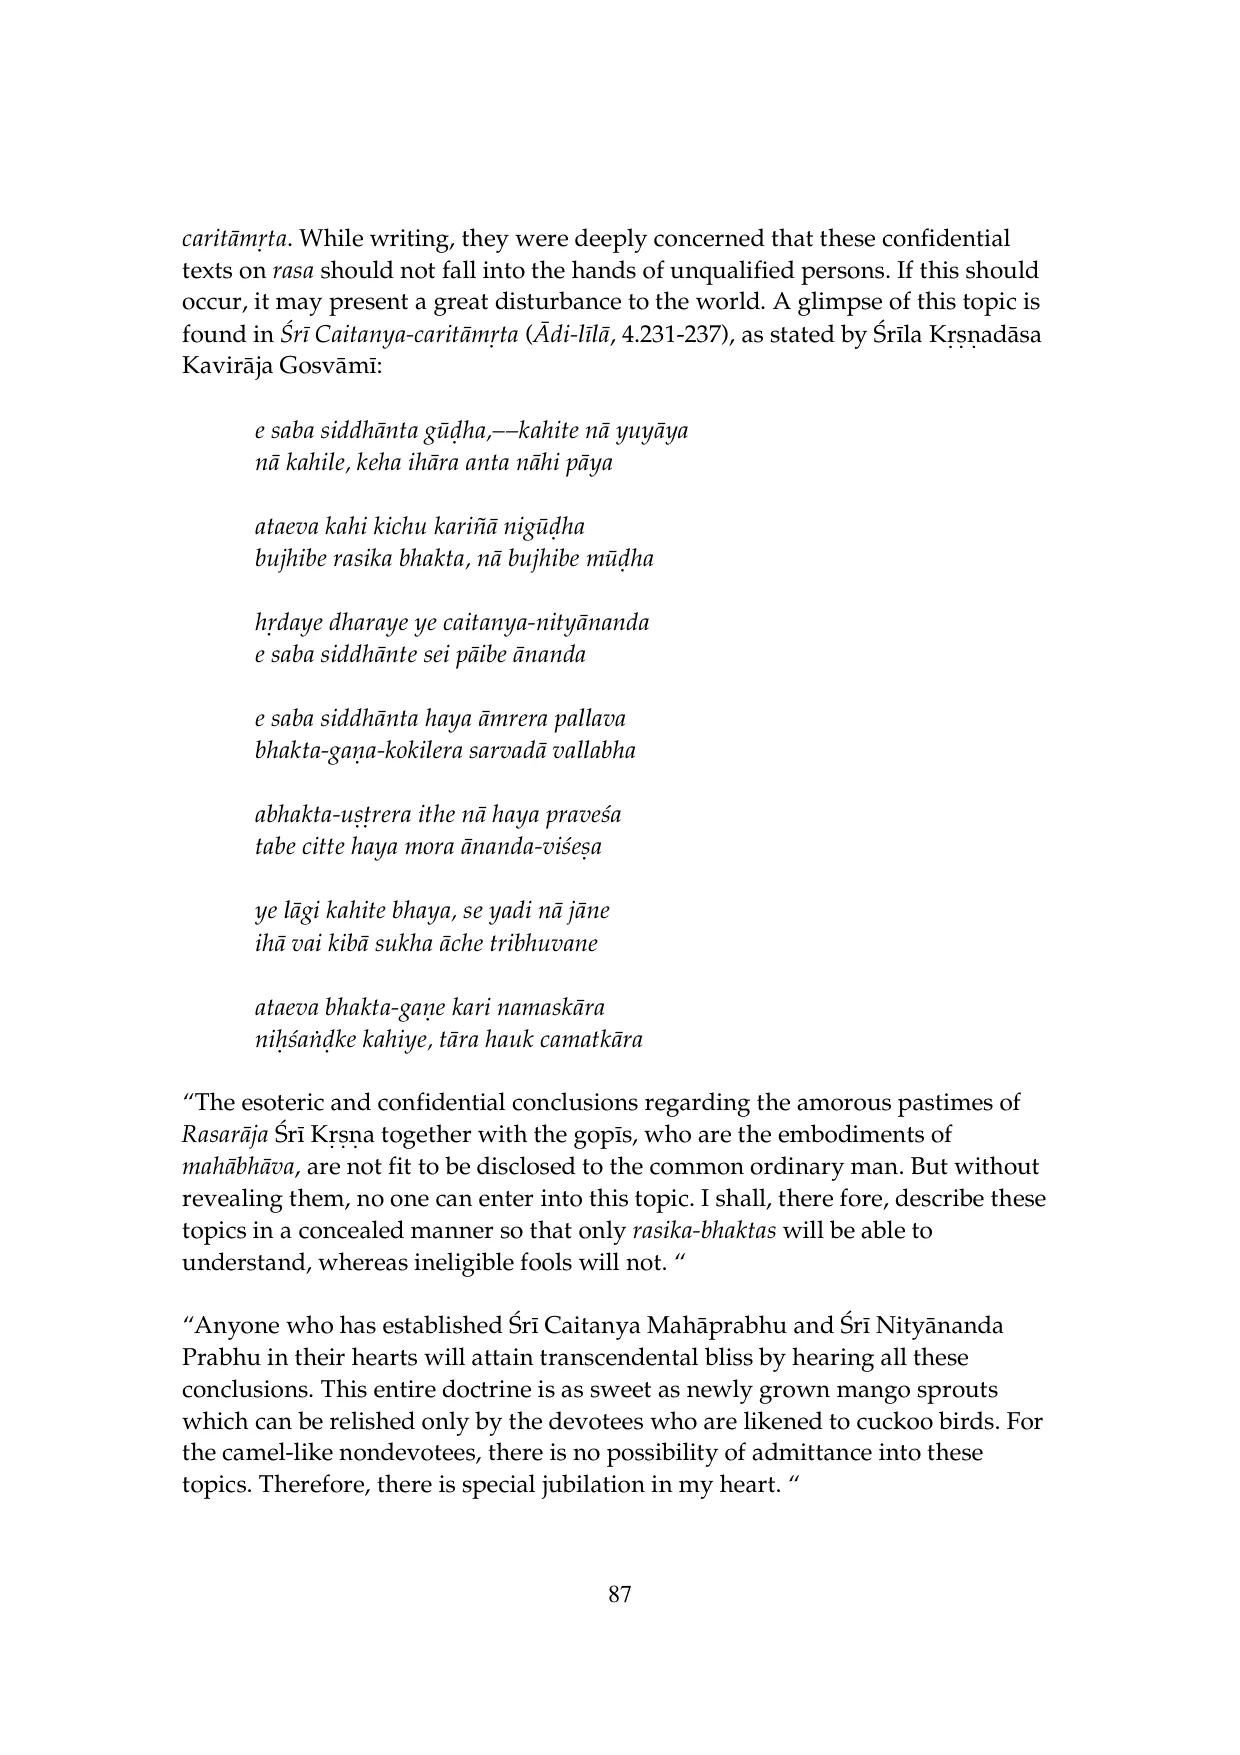 caritāmṛta. While writing, they were deeply concerned that these confidential
texts on rasa should not fall into the hands of unqualified persons. If this should
occur, it may present a great disturbance to the world. A glimpse of this topic is
found in Śrī Caitanya-caritāmṛta (Ādi-līlā, 4.231-237), as stated by Śrīla Kṛṣṇadāsa
Kavirāja Gosvāmī:
e saba siddhānta gūḍha,––kahite nā yuyāya
nā kahile, keha ihāra anta nāhi pāya
ataeva kahi kichu kariñā nigūḍha
bujhibe rasika bhakta, nā bujhibe mūḍha
hṛdaye dharaye ye caitanya-nityānanda
e saba siddhānte sei pāibe ānanda
e saba siddhānta haya āmrera pallava
bhakta-gaṇa-kokilera sarvadā vallabha
abhakta-uṣṭrera ithe nā haya praveśa
tabe citte haya mora ānanda-viśeṣa
ye lāgi kahite bhaya, se yadi nā jāne
ihā vai kibā sukha āche tribhuvane
ataeva bhakta-gaṇe kari namaskāra
niḥśaṅḍke kahiye, tāra hauk camatkāra
“The esoteric and confidential conclusions regarding the amorous pastimes of
Rasarāja Śrī Kṛṣṇa together with the gopīs, who are the embodiments of
mahābhāva, are not fit to be disclosed to the common ordinary man. But without
revealing them, no one can enter into this topic. I shall, there fore, describe these
topics in a concealed manner so that only rasika-bhaktas will be able to
understand, whereas ineligible fools will not. “
“Anyone who has established Śrī Caitanya Mahāprabhu and Śrī Nityānanda
Prabhu in their hearts will attain transcendental bliss by hearing all these
conclusions. This entire doctrine is as sweet as newly grown mango sprouts
which can be relished only by the devotees who are likened to cuckoo birds. For
the camel-like nondevotees, there is no possibility of admittance into these
topics. Therefore, there is special jubilation in my heart. “
87